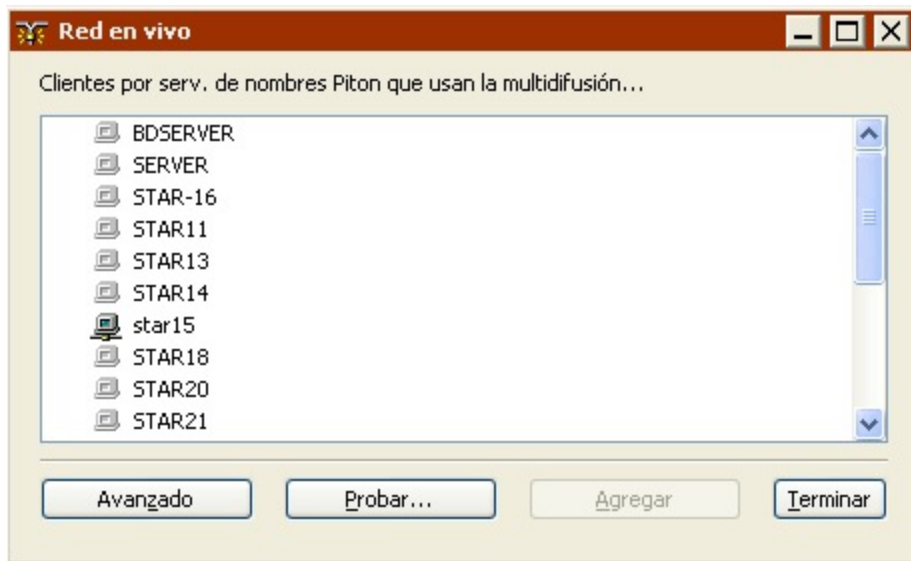 Red en vivo
Clientes por serv. de nombres Piton que usan la multidifusión...
BDSERVER
SERVER
STAR-16
STAR11
STAR13
STAR14
star15
STAR18
STAR20
STAR21
Avanzado
Probar...
Agregar
Terminar